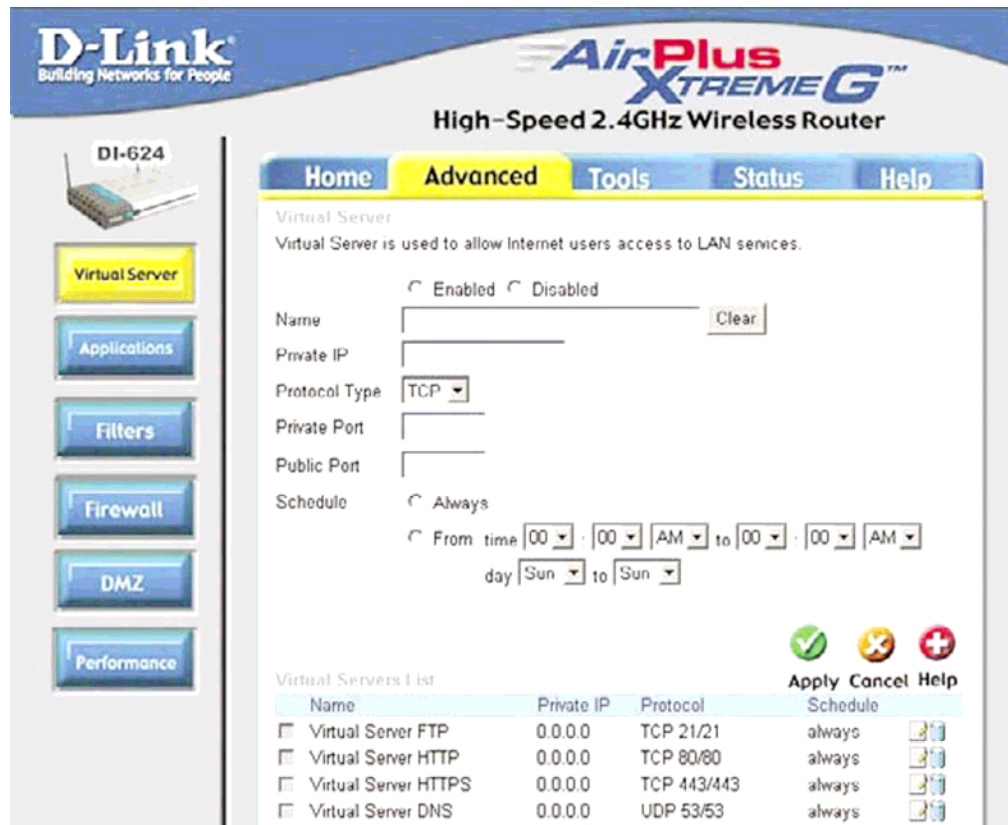 D-Link
Building Networks for People
AirPlus
XTREME G™
High-Speed 2.4GHz Wireless Router
DI-624
Home Advanced Tools Status Help
Virtual Server
Applications
Filters
Firewall
DMZ
Performance
Virtual Server
Virtual Server is used to allow Internet users access to LAN services.
Enabled Disabled
Name Clear
Private IP
Protocol Type TCP
Private Port
Public Port
Schedule Always
From time 00 : 00 AM to 00 : 00 AM
day Sun to Sun
Apply Cancel Help
Virtual Servers List
Name Private IP Protocol Schedule
Virtual Server FTP 0.0.0.0 TCP 21/21 always
Virtual Server HTTP 0.0.0.0 TCP 80/80 always
Virtual Server HTTPS 0.0.0.0 TCP 443/443 always
Virtual Server DNS 0.0.0.0 UDP 53/53 always